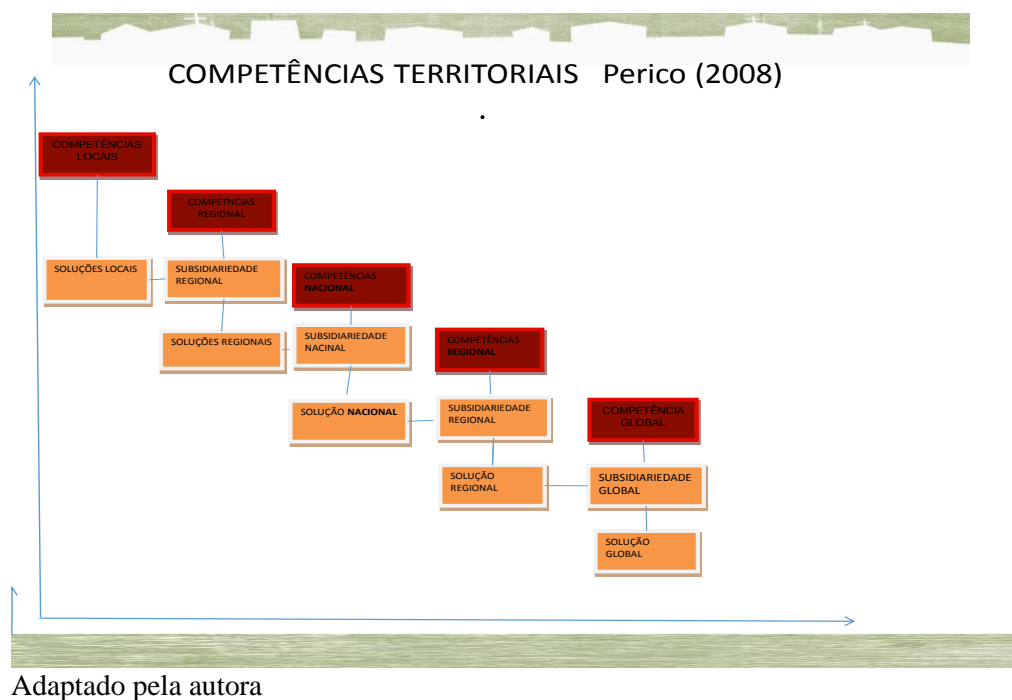 COMPETÊNCIAS TERRITORIAIS Perico (2008)
.
COMPETÊNCIAS
LOCAIS
COMPETNCIAS
REGIONAL
SOLUÇÕES LOCAIS
SUBSIDIARIEDADE
REGIONAL
COMPETÊNCIAS
NACIONAL
SOLUÇÕES REGIONAIS
SUBSIDIARIEDADE
NACINAL
COMPETÊNCIAS
REGIONAL
SOLUÇÃO NACIONAL
SUBSIDIARIEDADE
REGIONAL
COMPETÊNCIA
GLOBAL
SOLUÇÃO
REGIONAL
SUBSIDIARIEDADE
GLOBAL
SOLUÇÃO
GLOBAL
Adaptado pela autora